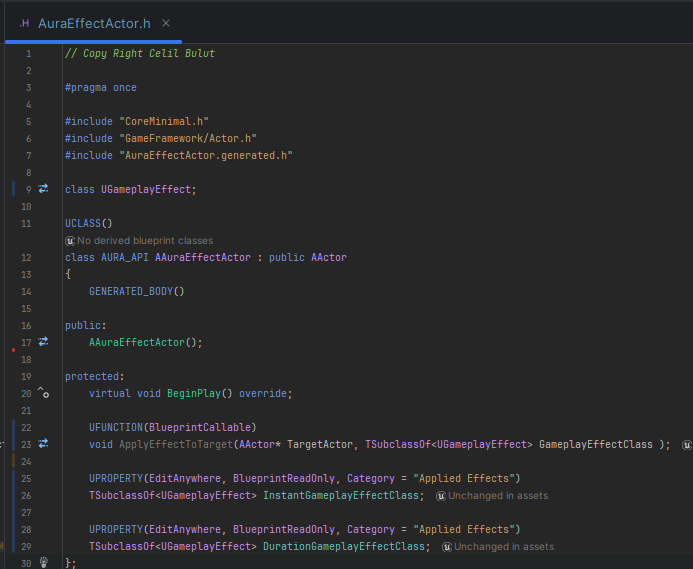 .H AuraEffectActor.h ×
1 // Copy Right Celil Bulut
2
3 #pragma once
4
5 #include "CoreMinimal.h"
6 #include "GameFramework/Actor.h"
7 #include "AuraEffectActor.generated.h"
8
9 class UGameplayEffect;
10
11 UCLASS()
No derived blueprint classes
12 class AURA_API AAuraEffectActor : public AActor
13 {
14 GENERATED_BODY()
15
16 public:
17 AAuraEffectActor();
18
19 protected:
20 virtual void BeginPlay() override;
21
22 UFUNCTION(BlueprintCallable)
23 void ApplyEffectToTarget(AActor* TargetActor, TSubclassOf<UGameplayEffect> GameplayEffectClass );
24
25 UPROPERTY(EditAnywhere, BlueprintReadOnly, Category = "Applied Effects")
26 TSubclassOf<UGameplayEffect> InstantGameplayEffectClass; Unchanged in assets
27
28 UPROPERTY(EditAnywhere, BlueprintReadOnly, Category = "Applied Effects")
29 TSubclassOf<UGameplayEffect> DurationGameplayEffectClass; Unchanged in assets
30 };